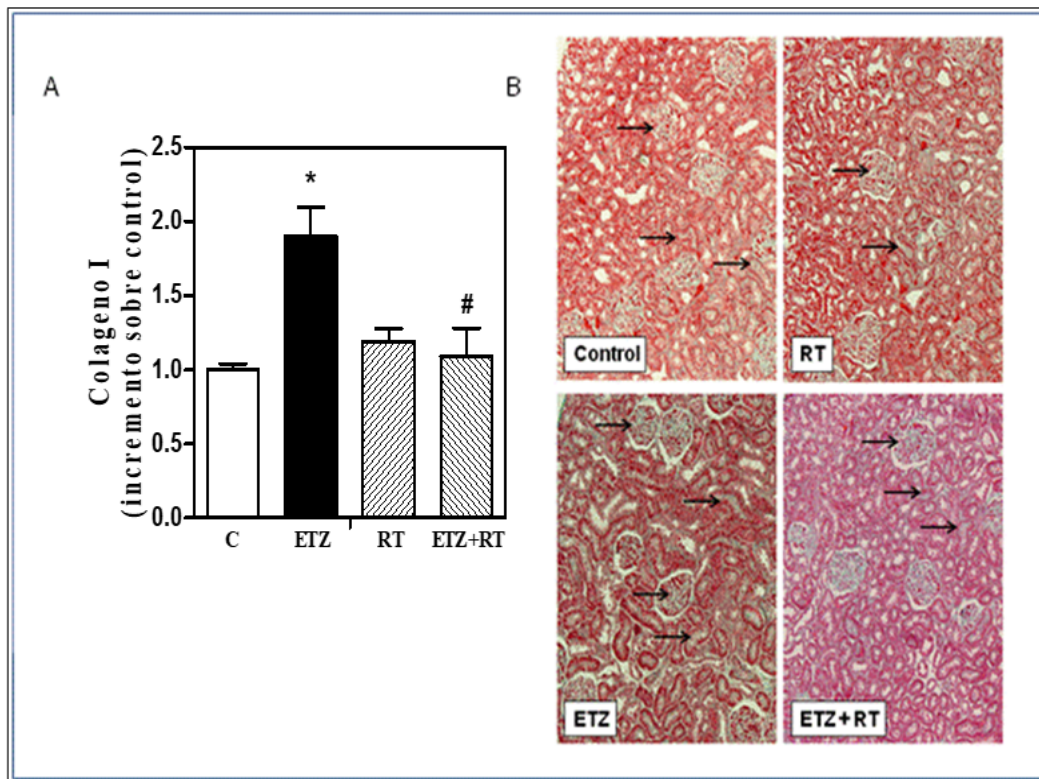 A
B
Colageno I
(incremento sobre control)
2.5
2.0
1.5
1.0
0.5
0.0
*
#
C ETZ RT ETZ+RT
Control
RT
ETZ
ETZ+RT